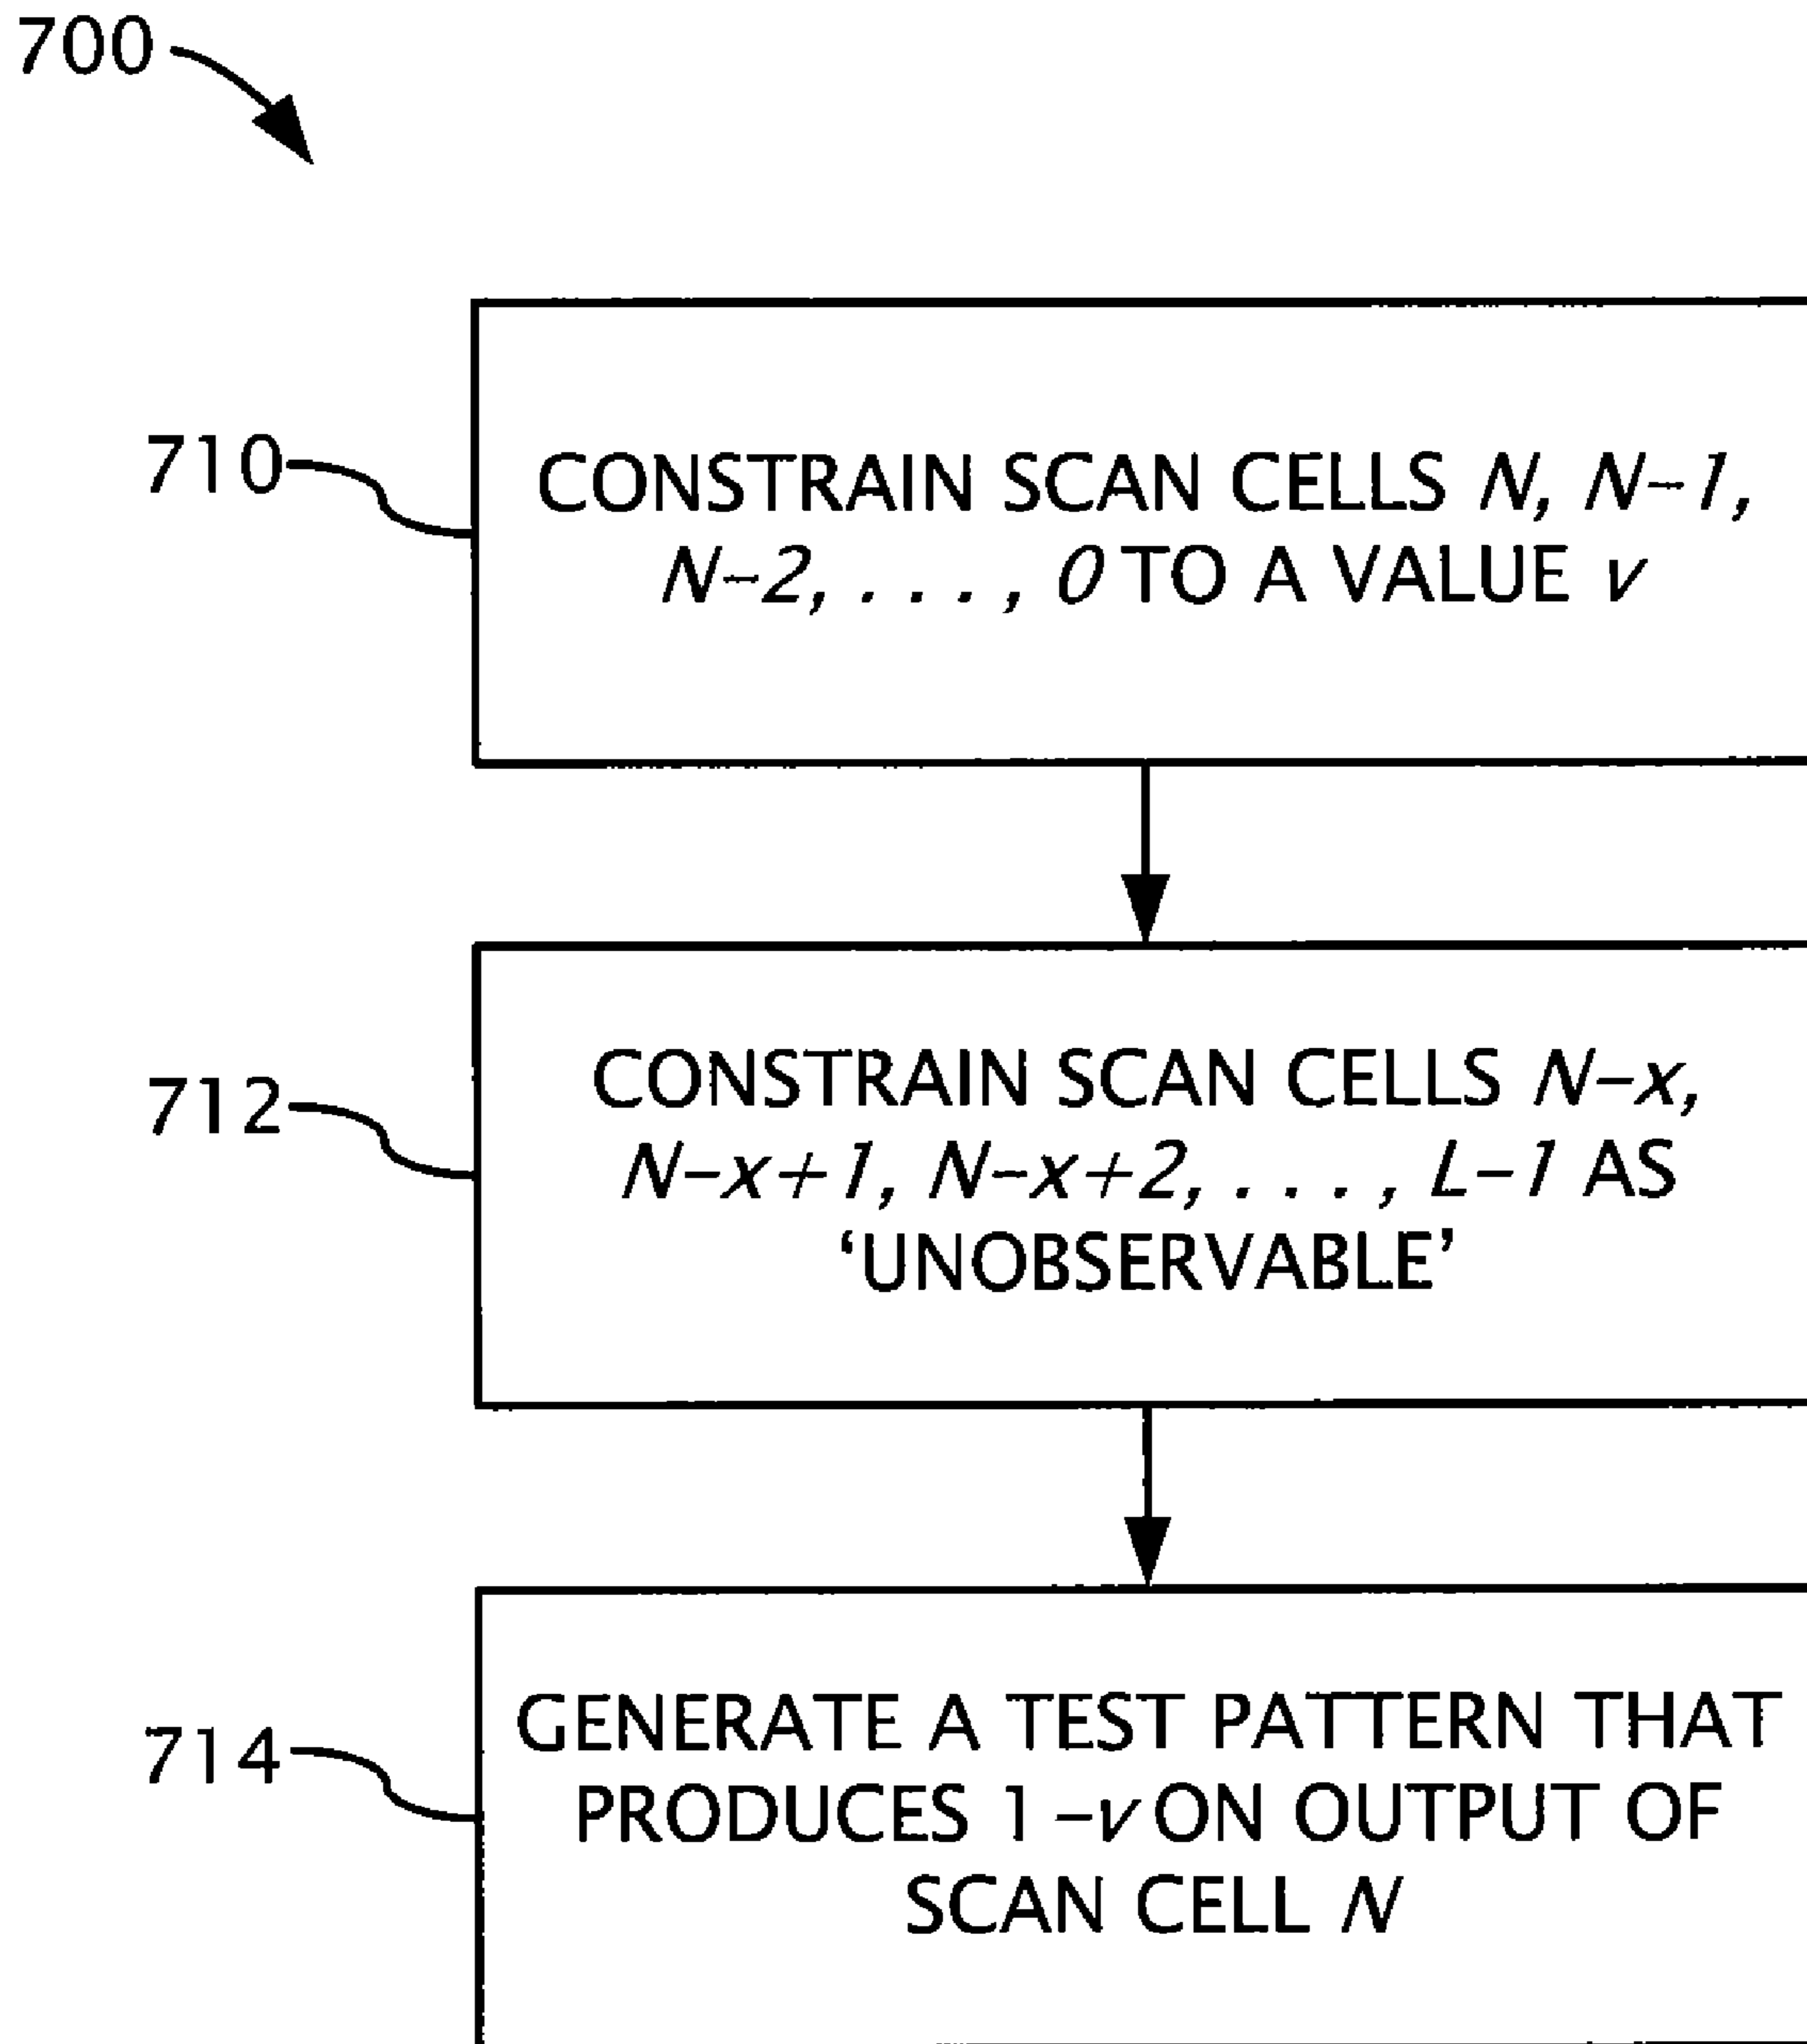 700
710
CONSTRAIN SCAN CELLS N, N-1,
N-2, . . . , 0 TO A VALUE v
712
CONSTRAIN SCAN CELLS N-x,
N-x+1, N-x+2, . . . , L-1 AS
‘UNOBSERVABLE’
714
GENERATE A TEST PATTERN THAT
PRODUCES 1-v ON OUTPUT OF
SCAN CELL N